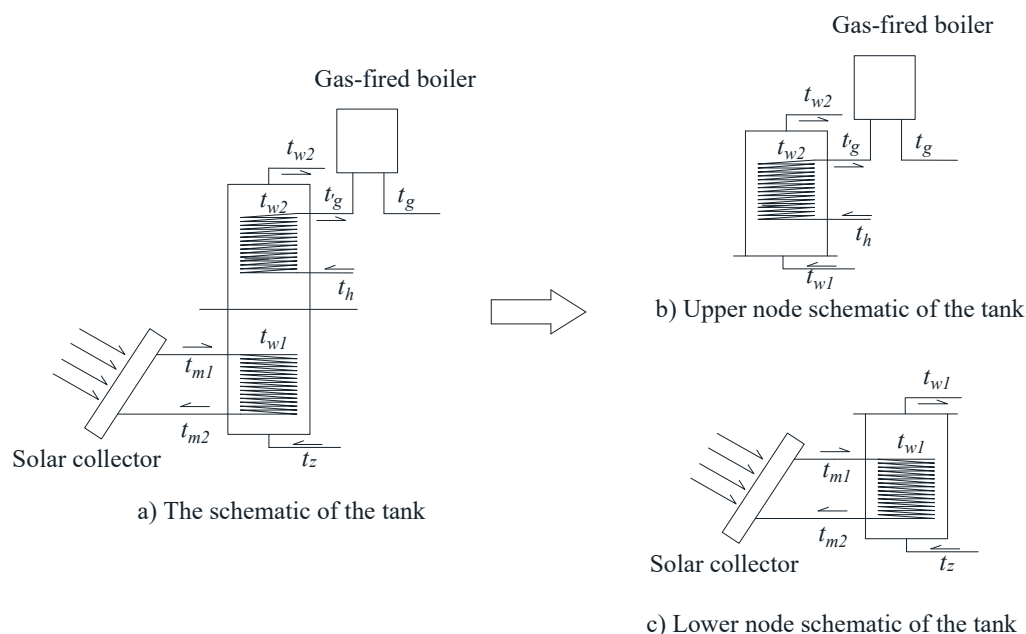 Gas-fired boiler
t_w2
t'_g
t_g
t_w2
t_h
t_w1
t_m1
t_m2
t_z
Solar collector
a) The schematic of the tank
Gas-fired boiler
t_w2
t_w2
t'_g
t_g
t_h
t_w1
b) Upper node schematic of the tank
t_w1
t_w1
t_m1
t_m2
t_z
Solar collector
c) Lower node schematic of the tank